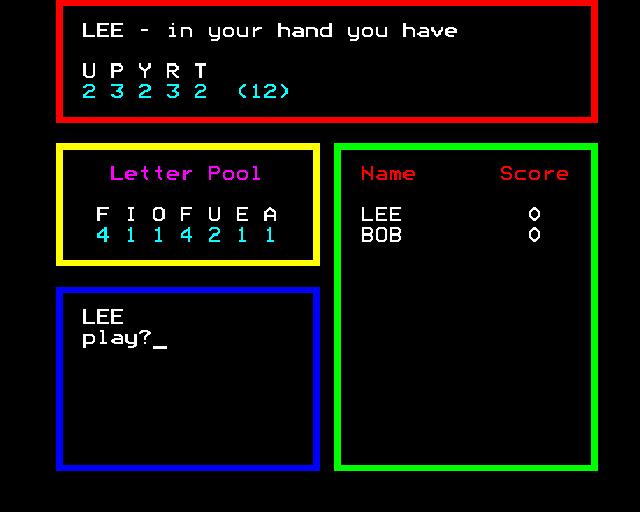 LEE - in your hand you have
U P Y R T
2 3 2 3 2 (12)
Letter Pool
F I O F U E A
4 1 1 4 2 1 1
Name Score
LEE 0
BOB 0
LEE
play?_